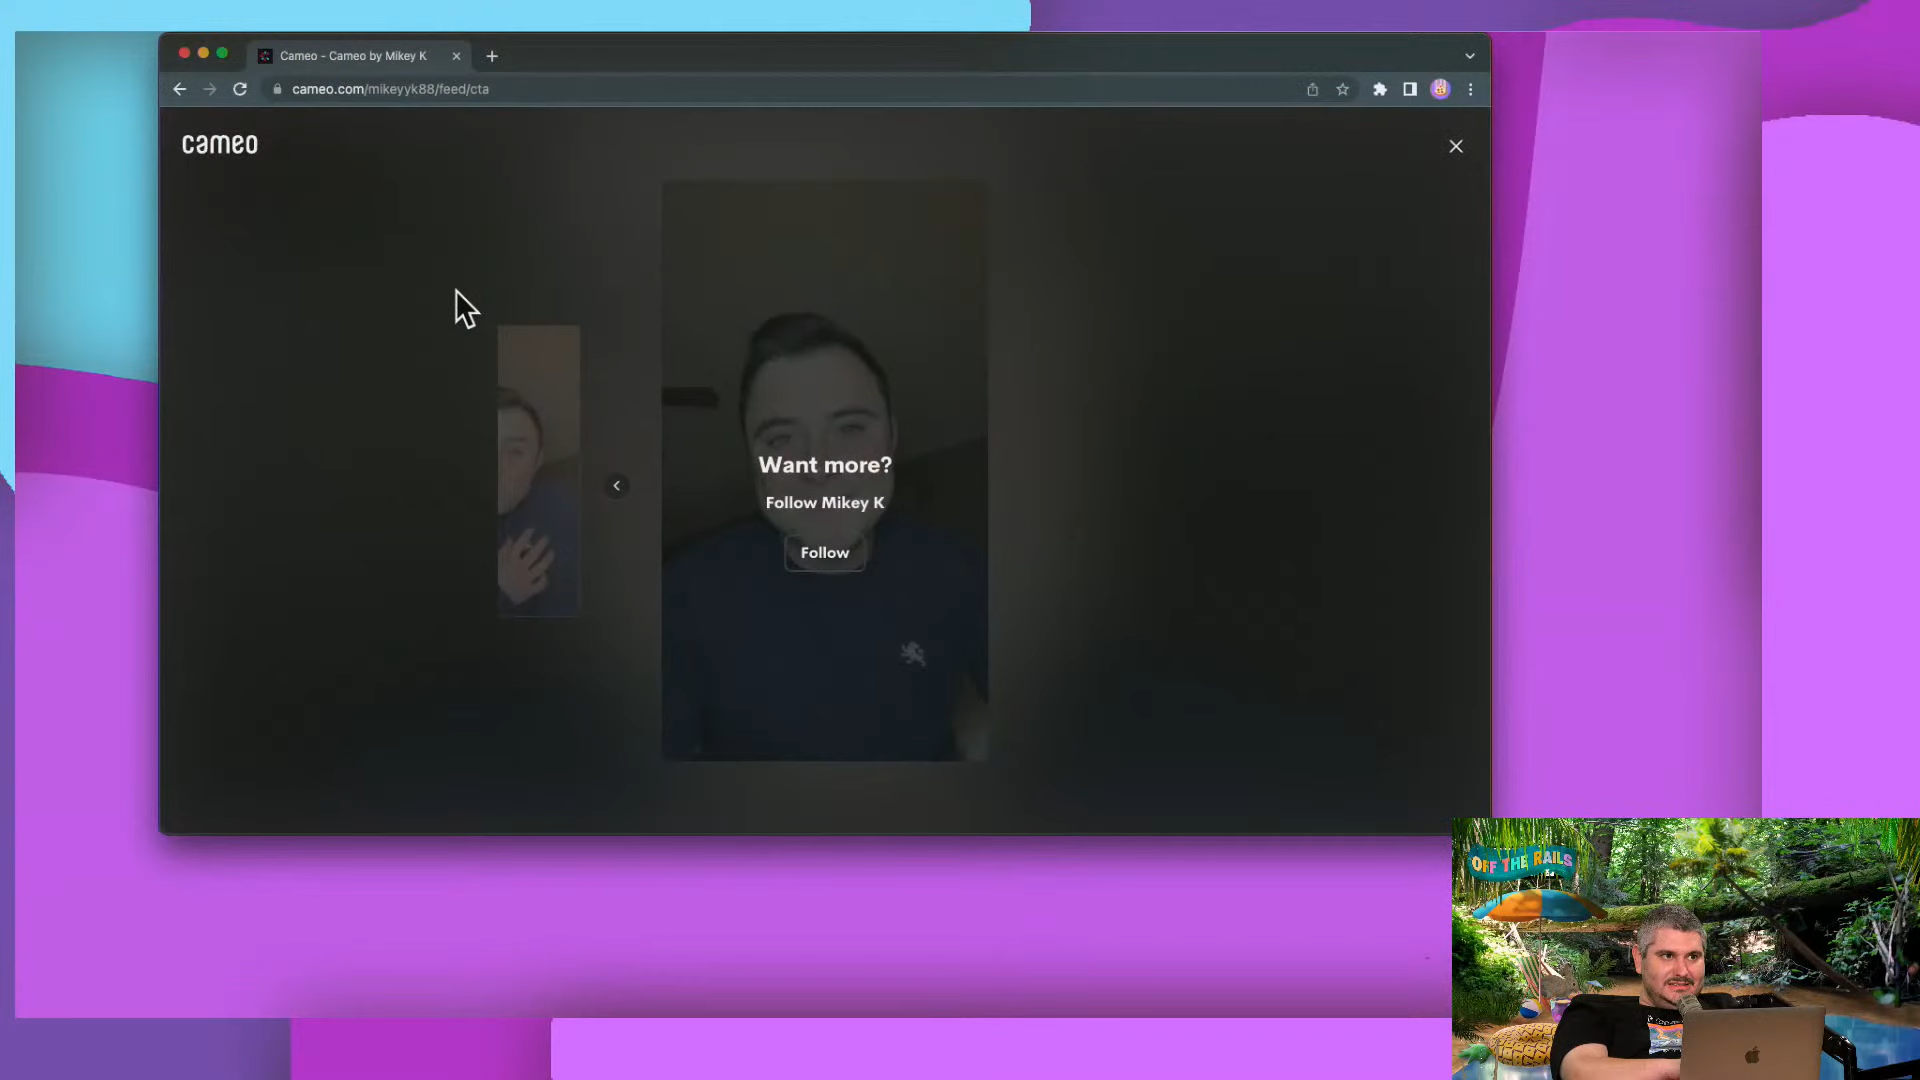 Cameo - Cameo by Mikey K
cameo.com/mikeyyk88/feed/cta
cameo
Want more?
Follow Mikey K
Follow
OFF THE RAILS